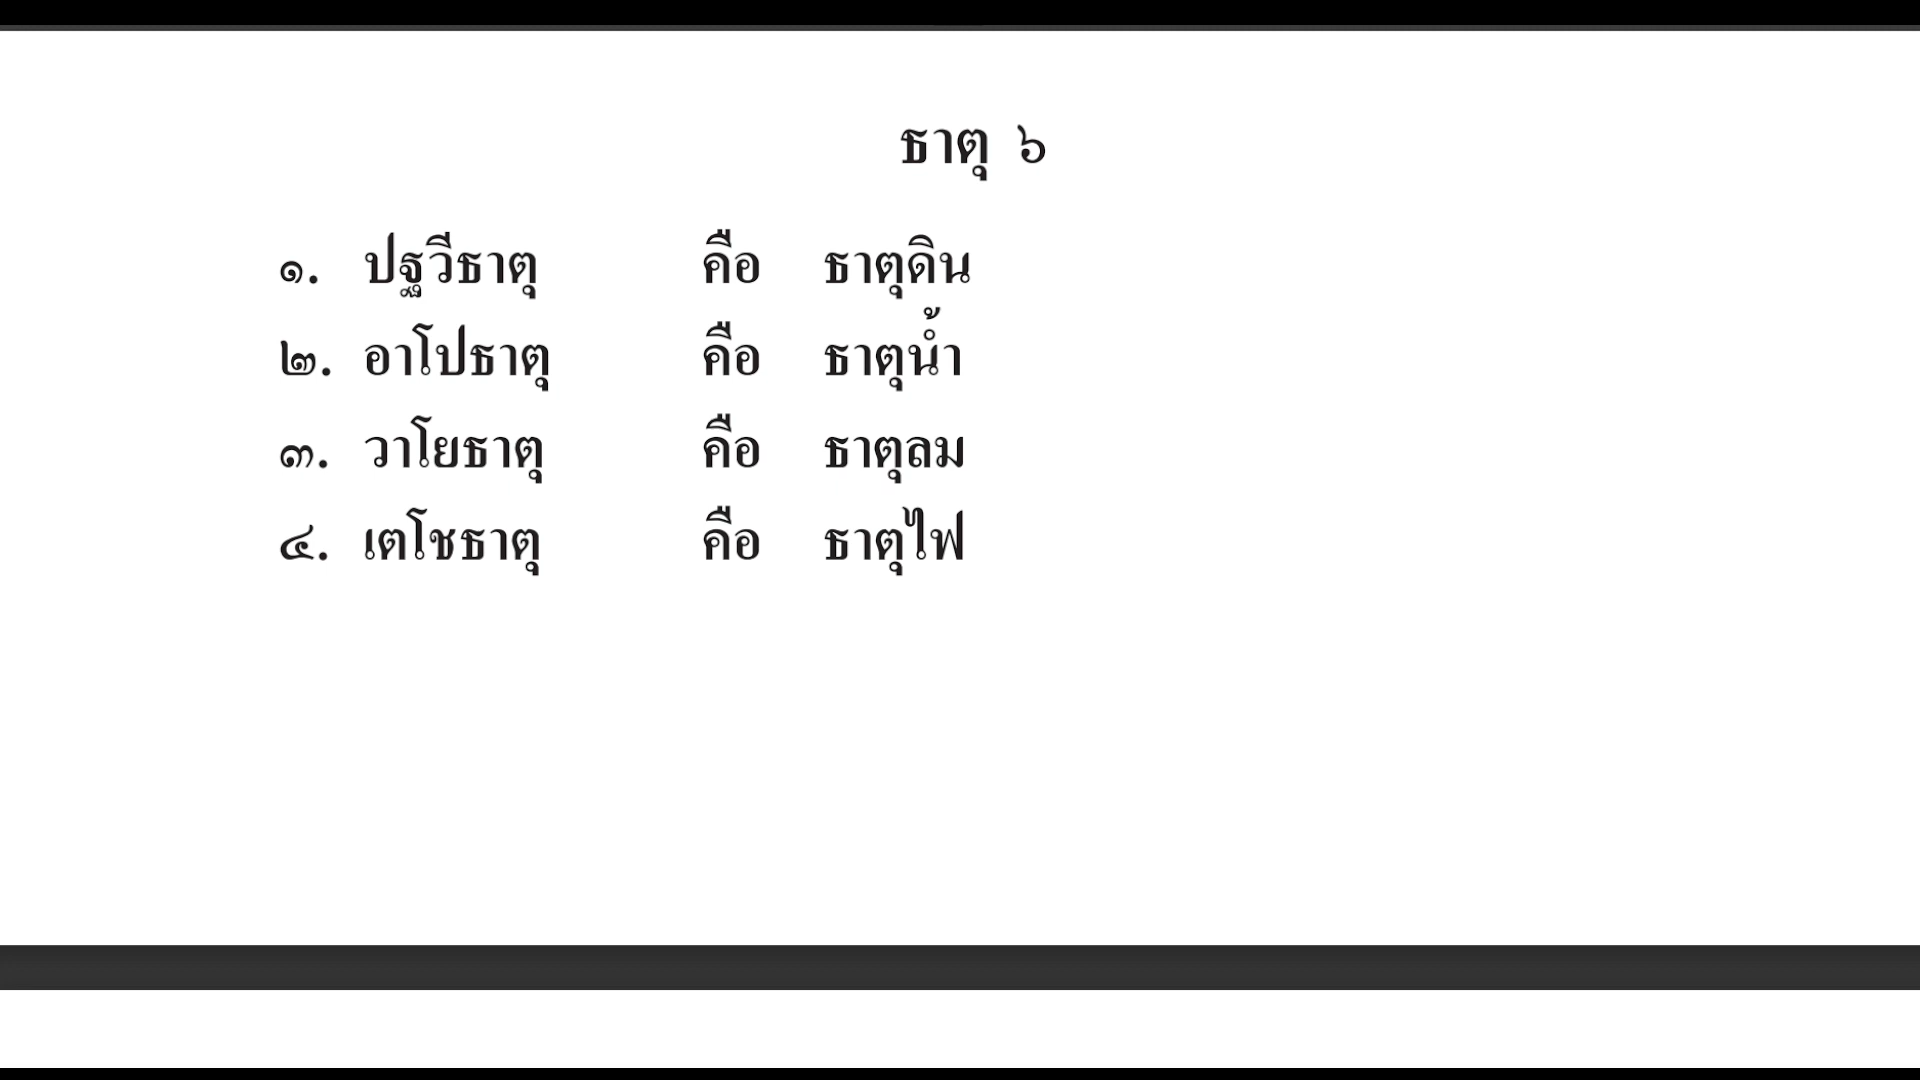 ธาตุ ๖
๑. ปฐวีธาตุ คือ ธาตุดิน
๒. อาโปธาตุ คือ ธาตุน้ำ
๓. วาโยธาตุ คือ ธาตุลม
๔. เตโชธาตุ คือ ธาตุไฟ